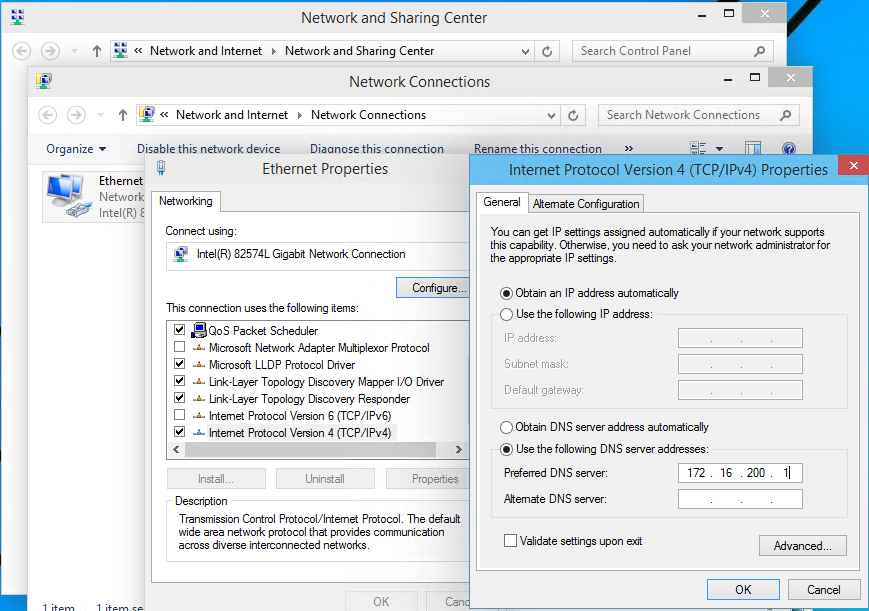 Network and Sharing Center
« Network and Internet Network and Sharing Center
Search Control Panel
Network Connections
« Network and Internet Network Connections
Search Network Connections
Organize Disable this network device Diagnose this connection Rename this connection »
Ethernet
Network
Intel(R)
1 item 1 item
Ethernet Properties
Networking
Connect using:
Intel(R) 82574L Gigabit Network Connection
Configure...
This connection uses the following items:
QoS Packet Scheduler
Microsoft Network Adapter Multiplexor Protocol
Microsoft LLDP Protocol Driver
Link-Layer Topology Discovery Mapper I/O Driver
Link-Layer Topology Discovery Responder
Internet Protocol Version 6 (TCP/IPv6)
Internet Protocol Version 4 (TCP/IPv4)
Install... Uninstall Properties
Description
Transmission Control Protocol/Internet Protocol. The default
wide area network protocol that provides communication
across diverse interconnected networks.
OK
Internet Protocol Version 4 (TCP/IPv4) Properties
General Alternate Configuration
You can get IP settings assigned automatically if your network supports
this capability. Otherwise, you need to ask your network administrator for
the appropriate IP settings.
Obtain an IP address automatically
Use the following IP address:
IP address: . . .
Subnet mask: . . .
Default gateway: . . .
Obtain DNS server address automatically
Use the following DNS server addresses:
Preferred DNS server: 172 . 16 . 200 . 1
Alternate DNS server: . . .
Validate settings upon exit
Advanced...
OK Cancel